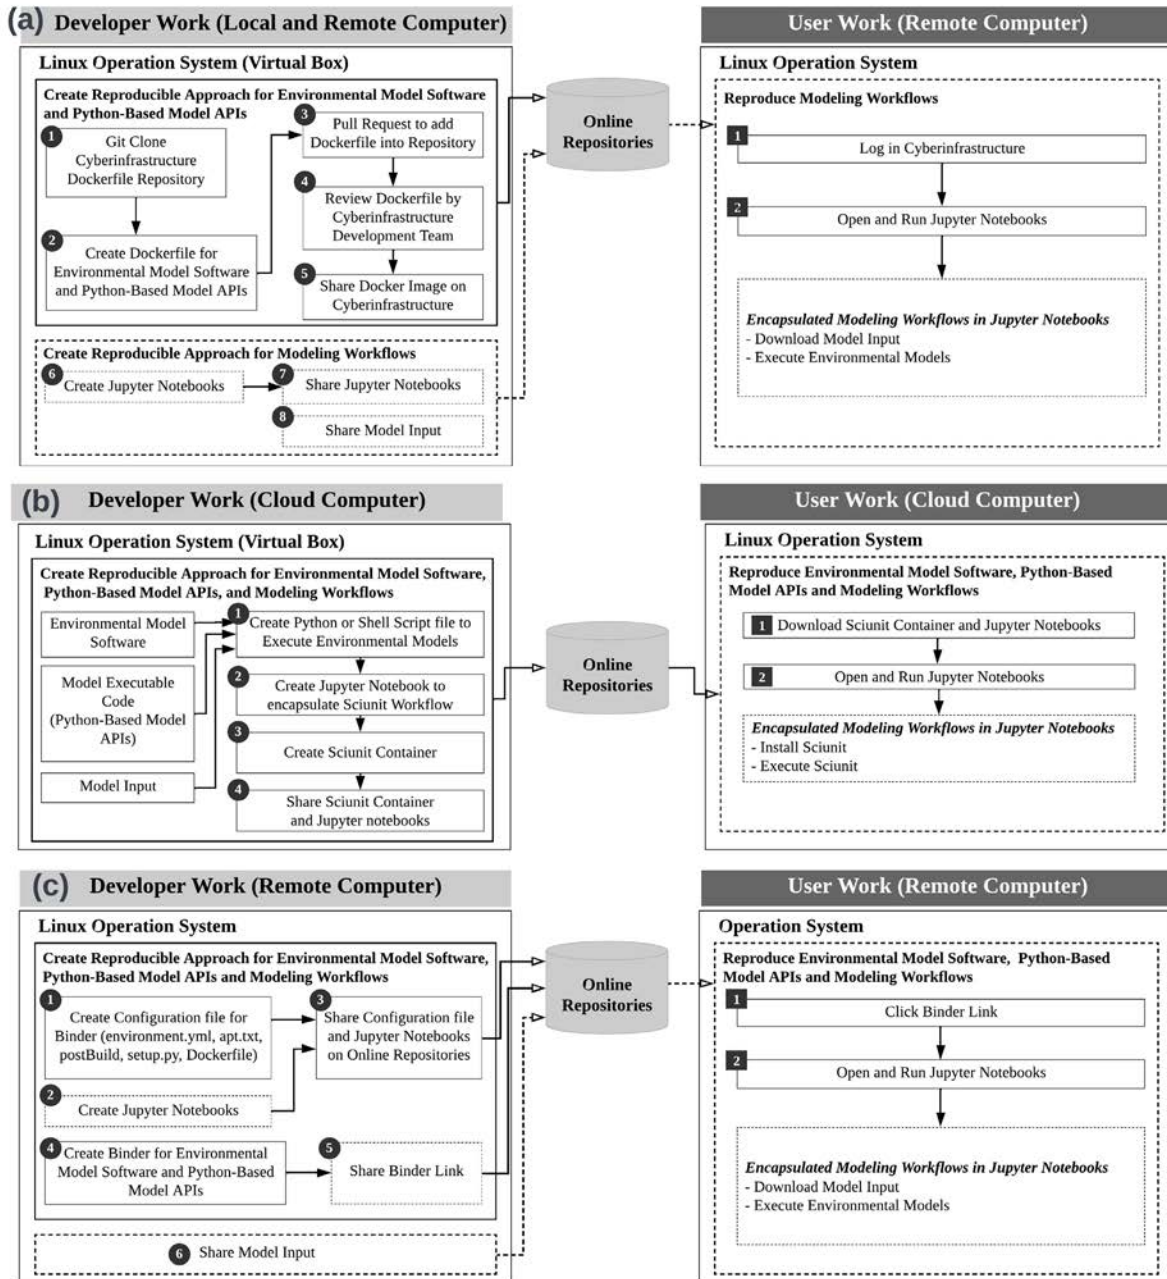 (a)
Developer Work (Local and Remote Computer)
Linux Operation System (Virtual Box)
Create Reproducible Approach for Environmental Model Software
and Python-Based Model APIs
1
Git Clone
Cyberinfrastructure
Dockerfile Repository
2
Create Dockerfile for
Environmental Model Software
and Python-Based Model APIs
3
Pull Request to add
Dockerfile into Repository
4
Review Dockerfile by
Cyberinfrastructure
Development Team
5
Share Docker Image on
Cyberinfrastructure
Create Reproducible Approach for Modeling Workflows
6
Create Jupyter Notebooks
7
Share Jupyter Notebooks
8
Share Model Input
Online
Repositories
User Work (Remote Computer)
Linux Operation System
Reproduce Modeling Workflows
1
Log in Cyberinfrastructure
2
Open and Run Jupyter Notebooks
Encapsulated Modeling Workflows in Jupyter Notebooks
- Download Model Input
- Execute Environmental Models
(b)
Developer Work (Cloud Computer)
Linux Operation System (Virtual Box)
Create Reproducible Approach for Environmental Model Software,
Python-Based Model APIs, and Modeling Workflows
Environmental Model
Software
Model Executable
Code
(Python-Based Model
APIs)
Model Input
1
Create Python or Shell Script file to
Execute Environmental Models
2
Create Jupyter Notebook to
encapsulate Sciunit Workflow
3
Create Sciunit Container
4
Share Sciunit Container
and Jupyter notebooks
Online
Repositories
User Work (Cloud Computer)
Linux Operation System
Reproduce Environmental Model Software, Python-Based
Model APIs and Modeling Workflows
1
Download Sciunit Container and Jupyter Notebooks
2
Open and Run Jupyter Notebooks
Encapsulated Modeling Workflows in Jupyter Notebooks
- Install Sciunit
- Execute Sciunit
(c)
Developer Work (Remote Computer)
Linux Operation System
Create Reproducible Approach for Environmental Model Software,
Python-Based Model APIs and Modeling Workflows
1
Create Configuration file for
Binder (environment.yml, apt.txt,
postBuild, setup.py, Dockerfile)
2
Create Jupyter Notebooks
3
Share Configuration file
and Jupyter Notebooks
on Online Repositories
4
Create Binder for Environmental
Model Software and Python-Based
Model APIs
5
Share Binder Link
6
Share Model Input
Online
Repositories
User Work (Remote Computer)
Operation System
Reproduce Environmental Model Software, Python-Based
Model APIs and Modeling Workflows
1
Click Binder Link
2
Open and Run Jupyter Notebooks
Encapsulated Modeling Workflows in Jupyter Notebooks
- Download Model Input
- Execute Environmental Models